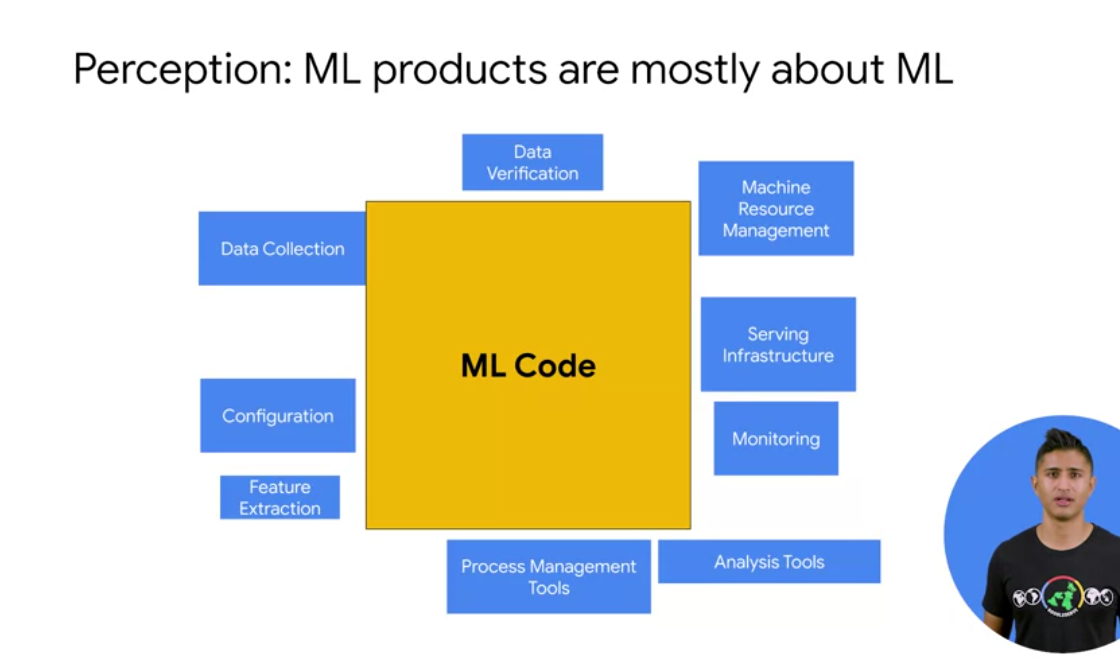 Perception: ML products are mostly about ML
Data
Verification
Machine
Resource
Management
Data Collection
Serving
Infrastructure
ML Code
Configuration
Monitoring
Feature
Extraction
Process Management
Tools
Analysis Tools